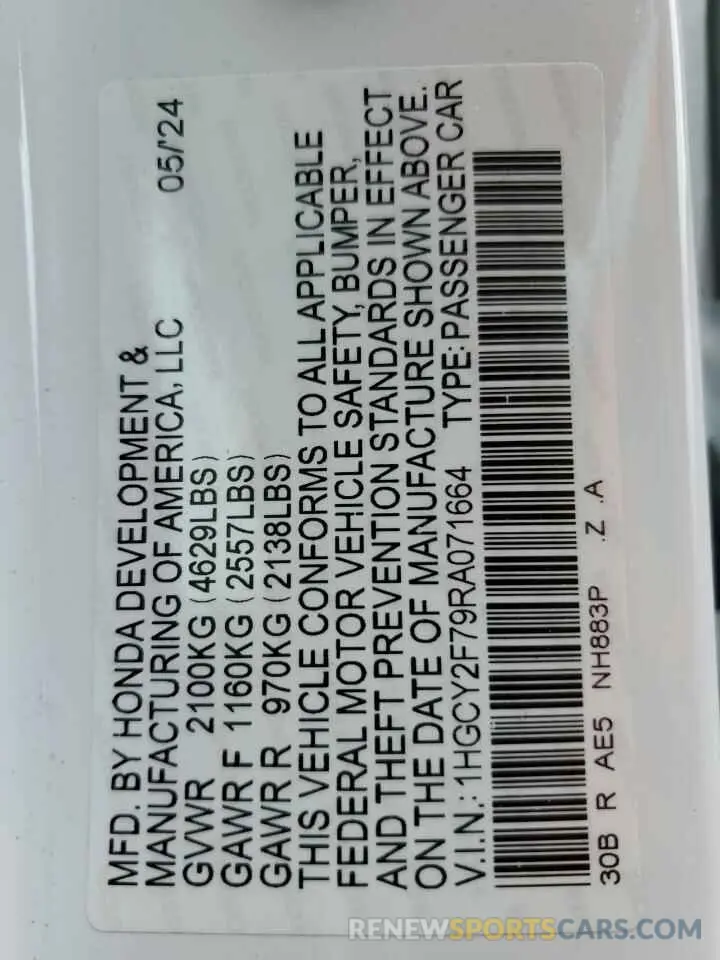 MFD. BY HONDA DEVELOPMENT &
MANUFACTURING OF AMERICA, LLC 05/'24
GVWR 2100KG (4629LBS)
GAWR F 1160KG (2557LBS)
GAWR R 970KG (2138LBS)
THIS VEHICLE CONFORMS TO ALL APPLICABLE
FEDERAL MOTOR VEHICLE SAFETY, BUMPER,
AND THEFT PREVENTION STANDARDS IN EFFECT
ON THE DATE OF MANUFACTURE SHOWN ABOVE.
V.I.N.: 1HGCY2F79RA071664 TYPE: PASSENGER CAR
30B R AE5 NH883P .Z .A
RENEWSPORTSCARS.COM